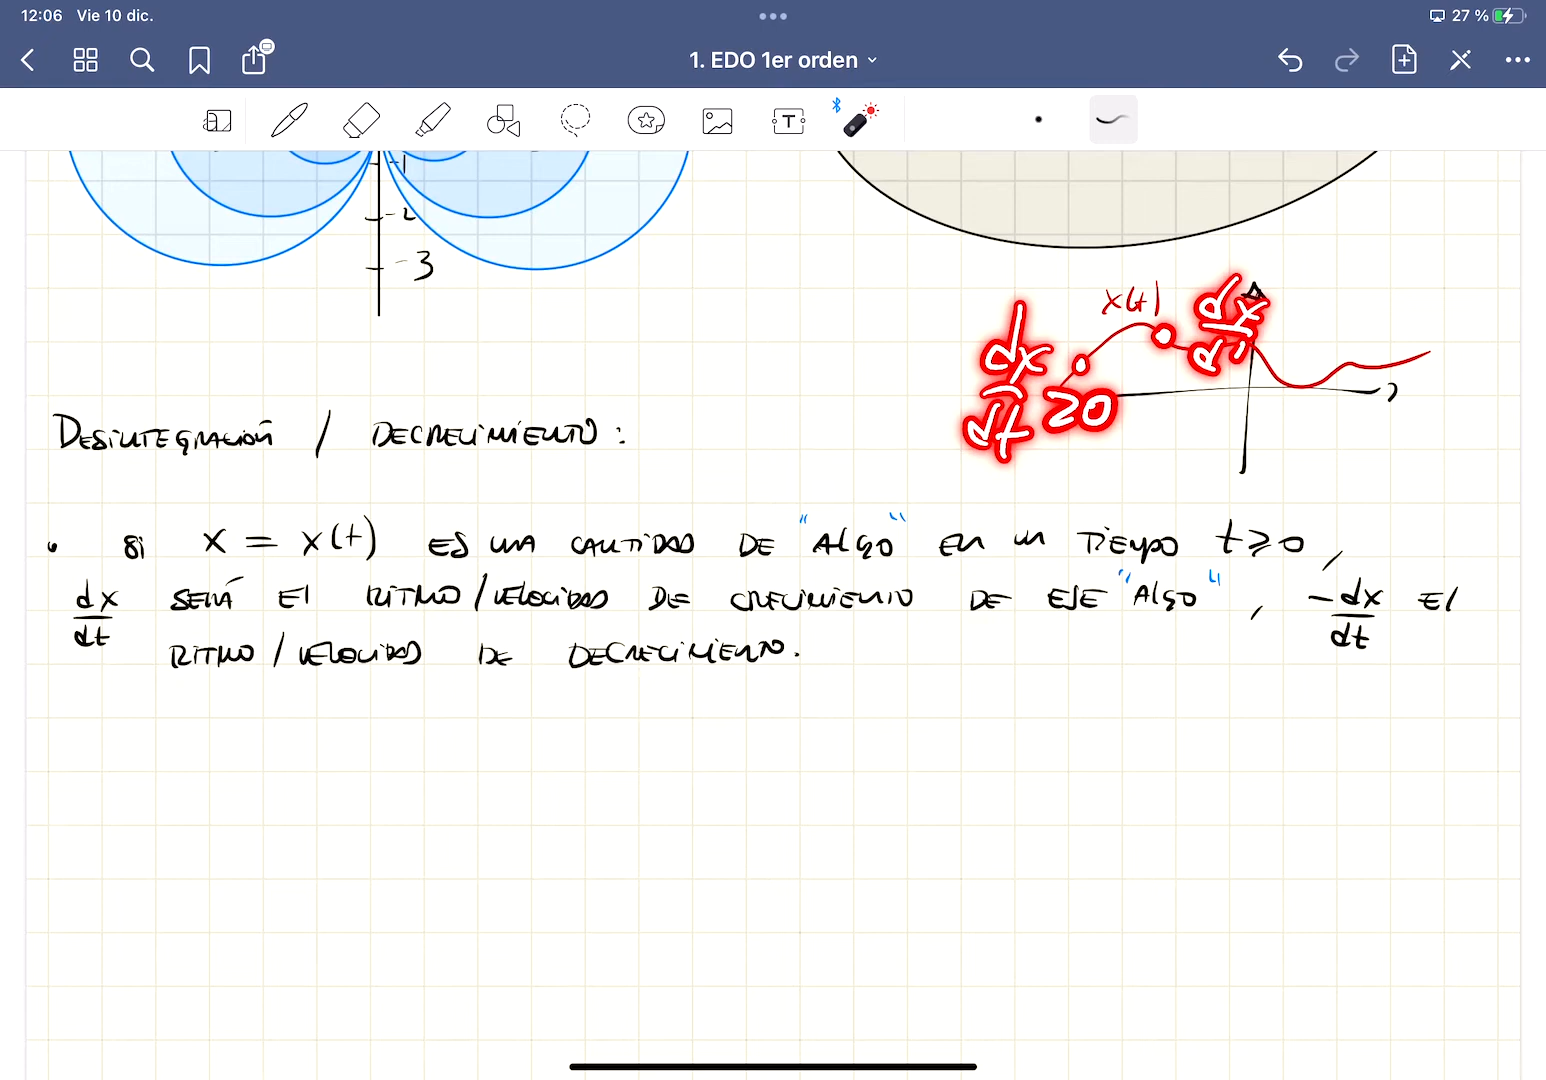 12:06 Vie 10 dic.
27 %
1. EDO 1er orden
T
-1
-2
-3
x(t)
dx
dx
dt ≥0
d
DESINTEGRACIÓN / DECRECIMIENTO :
• Si x = x(t) ES UNA CANTIDAD DE "ALGO" EN UN TIEMPO t ≥ 0 ,
dx/dt SERÁ El RITMO/VELOCIDAD DE CRECIMIENTO DE ESE "Algo" , -dx/dt El
RITMO / VELOCIDAD DE DECRECIMIENTO.